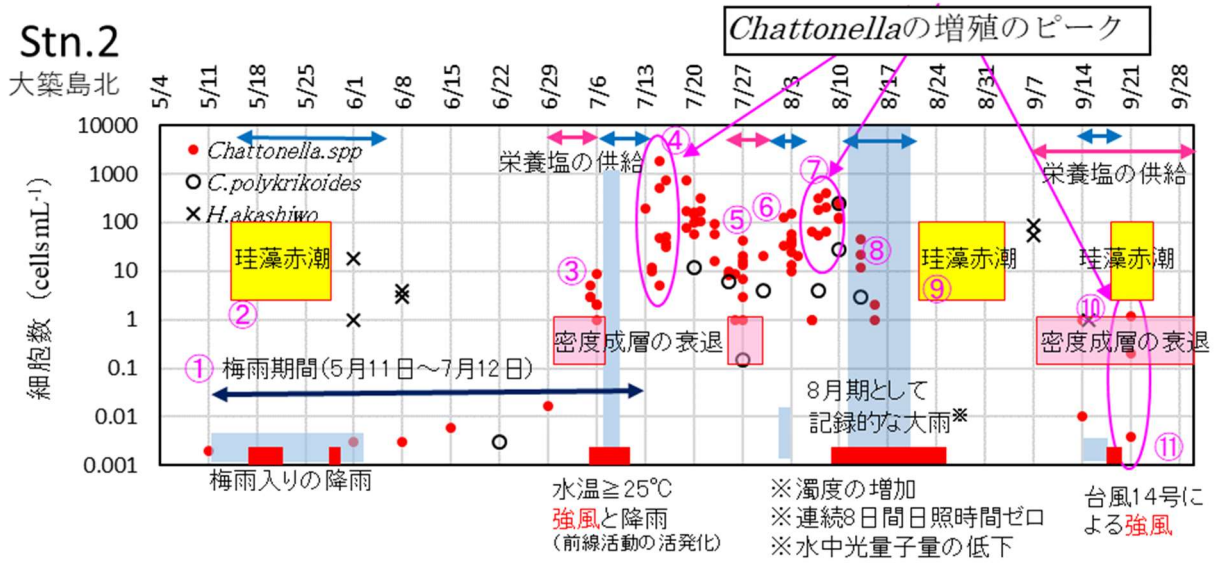 Stn.2
大築島北
Chattonellaの増殖のピーク
5/4 5/11 5/18 5/25 6/1 6/8 6/15 6/22 6/29 7/6 7/13 7/20 7/27 8/3 8/10 8/17 8/24 8/31 9/7 9/14 9/21 9/28
細胞数 (cellsmL-1)
10000
1000
100
10
1
0.1
0.01
0.001
Chattonella.spp
C.polykrikoides
H.akashiwo
栄養塩の供給
④
⑦
栄養塩の供給
珪藻赤潮
②
③
⑤
⑥
⑧
珪藻赤潮
⑨
珪藻赤潮
⑩
密度成層の衰退
密度成層の衰退
① 梅雨期間(5月11日～7月12日)
8月期として
記録的な大雨※
⑪
梅雨入りの降雨
水温≧25℃
強風と降雨
(前線活動の活発化)
※濁度の増加
※連続8日間日照時間ゼロ
※水中光量子量の低下
台風14号に
よる強風